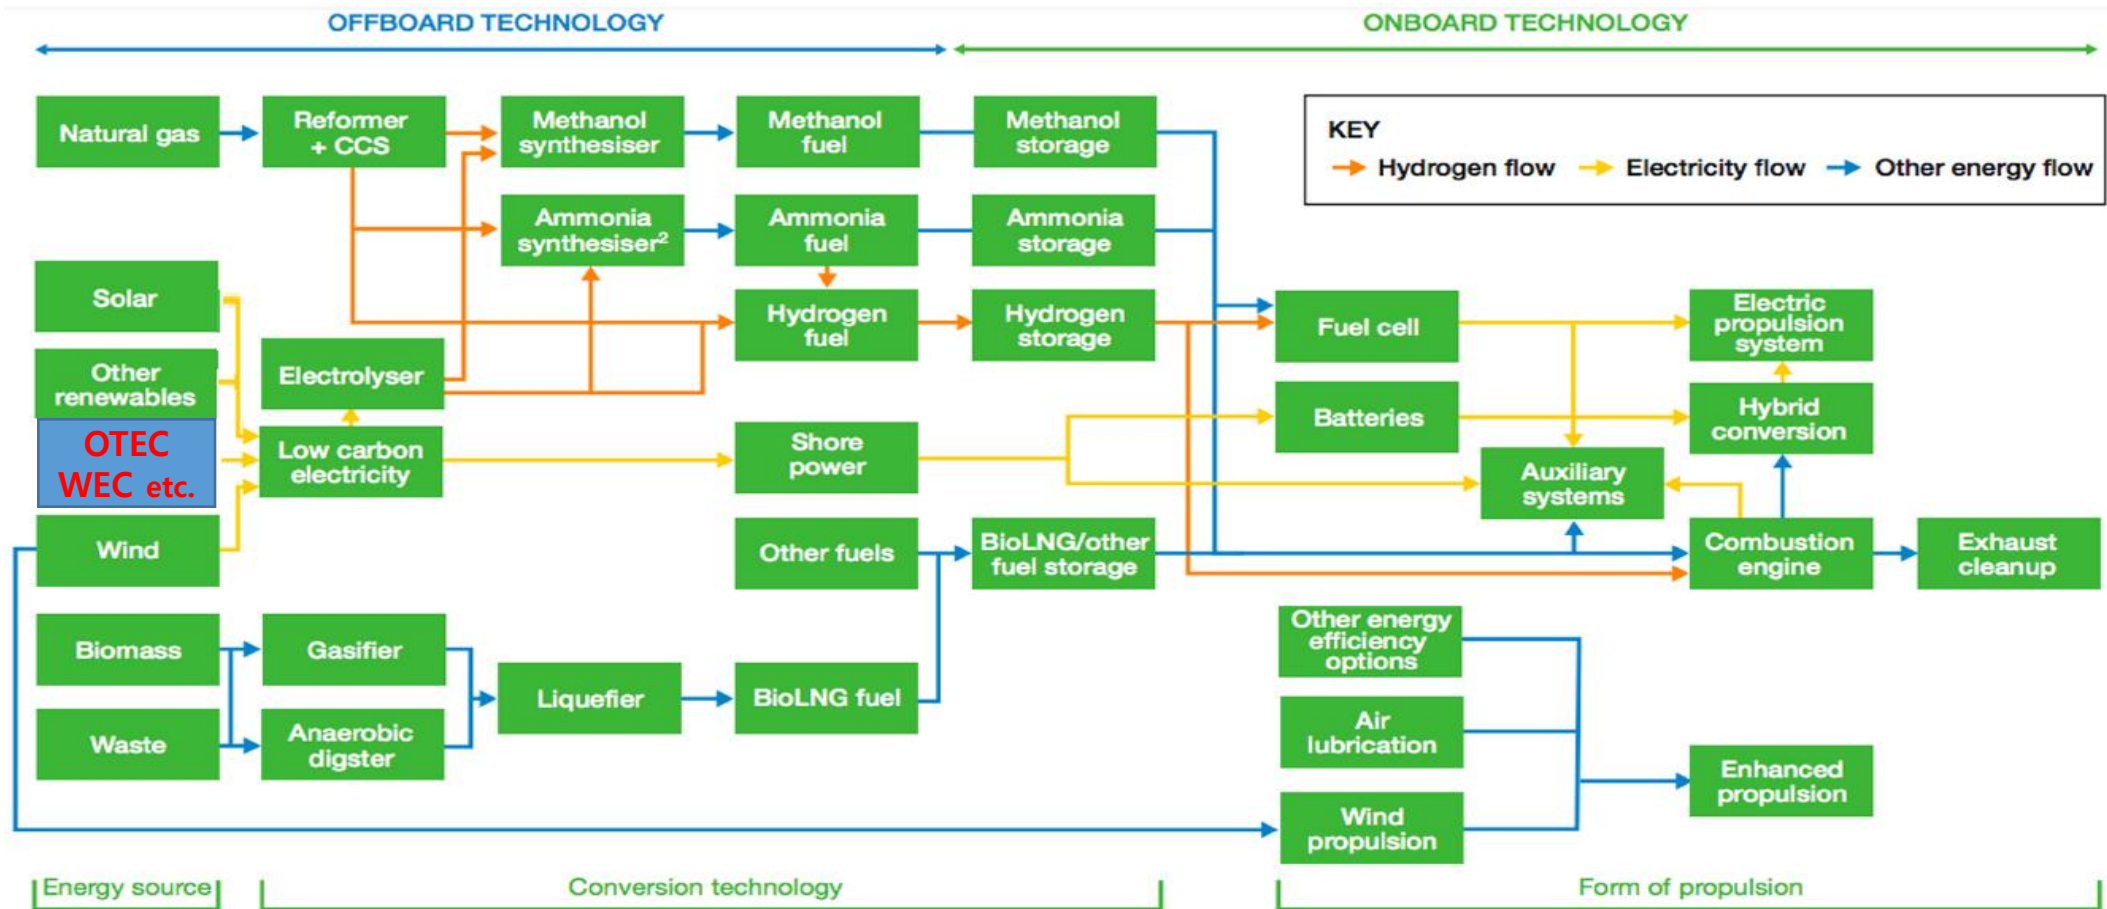 OFFBOARD TECHNOLOGY
ONBOARD TECHNOLOGY
Natural gas
Reformer
+ CCS
Methanol
synthesiser
Methanol
fuel
Methanol
storage
KEY
Hydrogen flow
Electricity flow
Other energy flow
Ammonia
synthesiser²
Ammonia
fuel
Ammonia
storage
Solar
Hydrogen
fuel
Hydrogen
storage
Fuel cell
Electric
propulsion
system
Other
renewables
Electrolyser
Batteries
Hybrid
conversion
OTEC
WEC etc.
Low carbon
electricity
Shore
power
Auxiliary
systems
Wind
Other fuels
BioLNG/other
fuel storage
Combustion
engine
Exhaust
cleanup
Biomass
Gasifier
Other energy
efficiency
options
Liquefier
BioLNG fuel
Waste
Anaerobic
digster
Air
lubrication
Enhanced
propulsion
Wind
propulsion
Energy source
Conversion technology
Form of propulsion